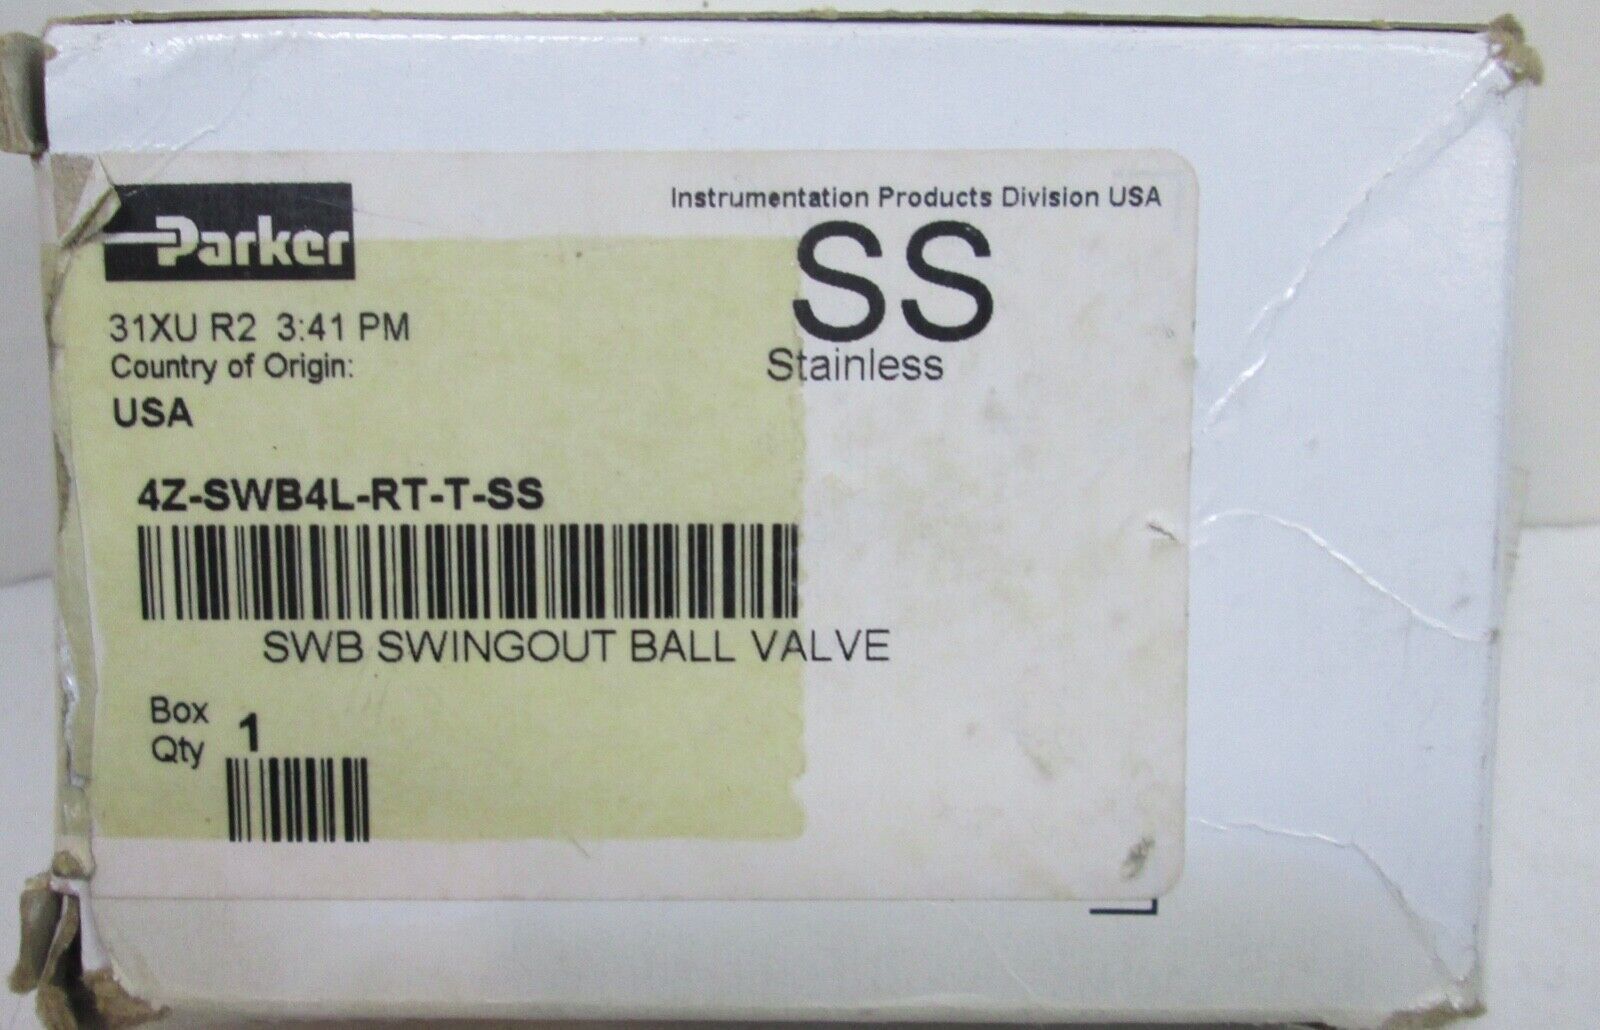 Parker
Instrumentation Products Division USA
SS
Stainless
31XU R2 3:41 PM
Country of Origin:
USA
4Z-SWB4L-RT-T-SS
SWB SWINGOUT BALL VALVE
Box
Qty
1